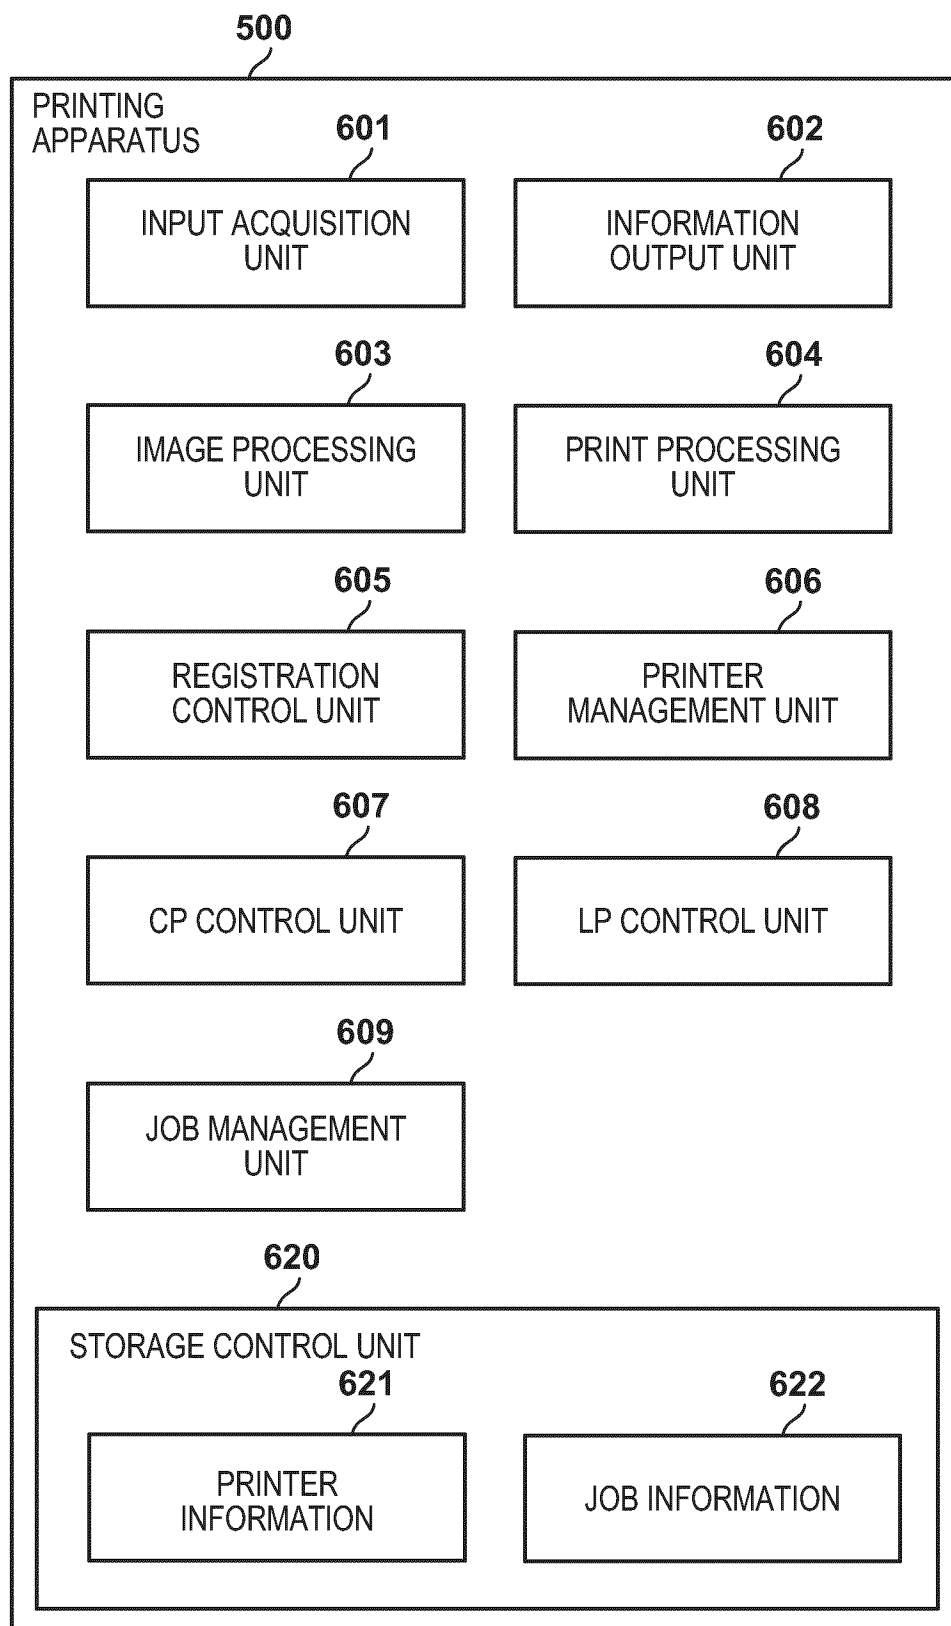 500
PRINTING
APPARATUS
601
INPUT ACQUISITION
UNIT
602
INFORMATION
OUTPUT UNIT
603
IMAGE PROCESSING
UNIT
604
PRINT PROCESSING
UNIT
605
REGISTRATION
CONTROL UNIT
606
PRINTER
MANAGEMENT UNIT
607
CP CONTROL UNIT
608
LP CONTROL UNIT
609
JOB MANAGEMENT
UNIT
620
STORAGE CONTROL UNIT
621
PRINTER
INFORMATION
622
JOB INFORMATION